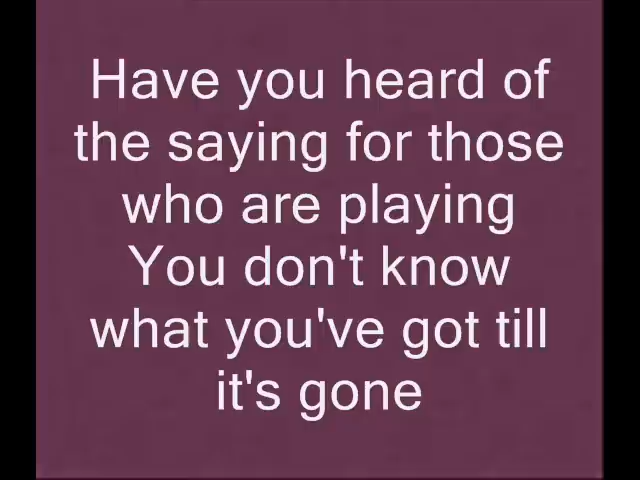 Have you heard of
the saying for those
who are playing
You don't know
what you've got till
it's gone